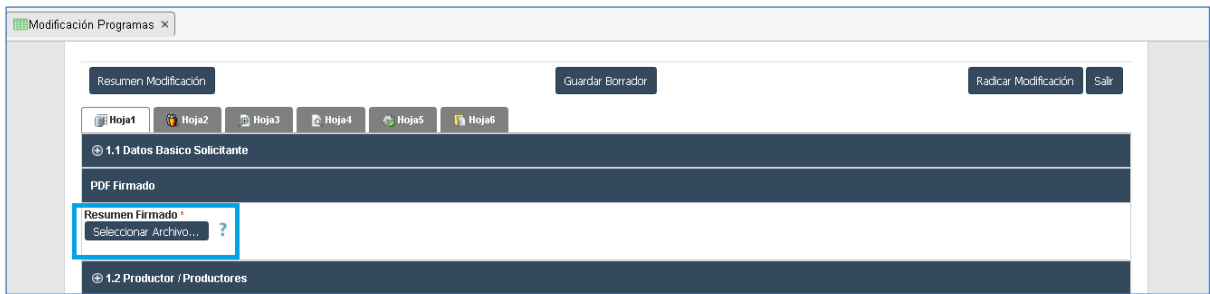 Modificación Programas ×
Resumen Modificación Guardar Borrador Radicar Modificación Salir
Hoja1 Hoja2 Hoja3 Hoja4 Hoja5 Hoja6
1.1 Datos Basico Solicitante
PDF Firmado
Resumen Firmado *
Seleccionar Archivo... ?
1.2 Productor / Productores